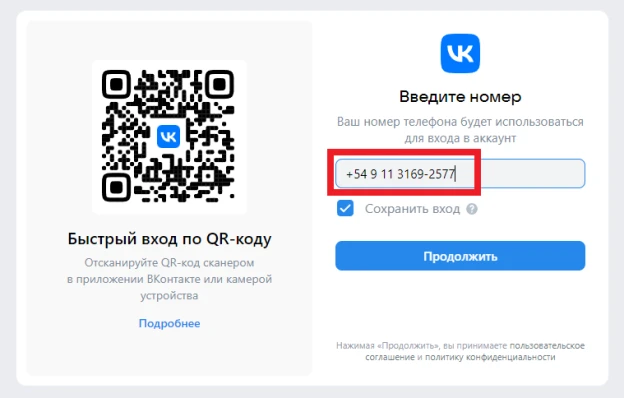 Быстрый вход по QR-коду
Отсканируйте QR-код сканером
в приложении ВКонтакте или камерой
устройства
Подробнее
Введите номер
Ваш номер телефона будет использоваться
для входа в аккаунт
+54 9 11 3169-2577
Сохранить вход
Продолжить
Нажимая «Продолжить», вы принимаете пользовательское
соглашение и политику конфиденциальности